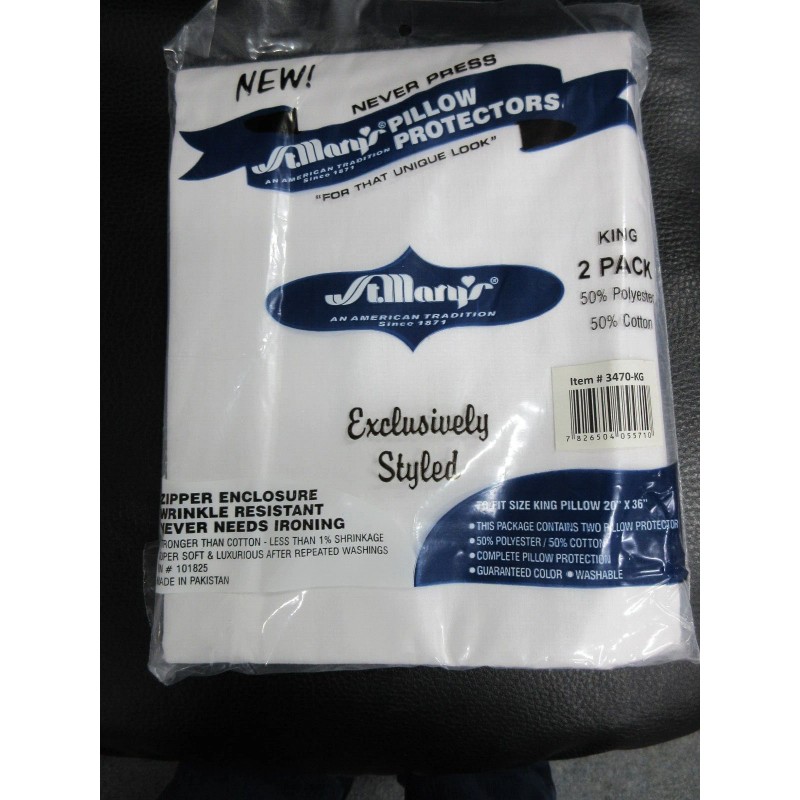 NEW!
NEVER PRESS
St.Mary's® PILLOW PROTECTORS
AN AMERICAN TRADITION
Since 1871
"FOR THAT UNIQUE LOOK"
KING
2 PACK
50% Polyester
50% Cotton
St.Mary's®
AN AMERICAN TRADITION
Since 1871
Item # 3470-KG
7 826504 055710
Exclusively
Styled
ZIPPER ENCLOSURE
WRINKLE RESISTANT
NEVER NEEDS IRONING
STRONGER THAN COTTON - LESS THAN 1% SHRINKAGE
SUPER SOFT & LUXURIOUS AFTER REPEATED WASHINGS
# 101825
MADE IN PAKISTAN
TO FIT SIZE KING PILLOW 20" X 36"
• THIS PACKAGE CONTAINS TWO PILLOW PROTECTOR
• 50% POLYESTER / 50% COTTON
• COMPLETE PILLOW PROTECTION
• GUARANTEED COLOR • WASHABLE